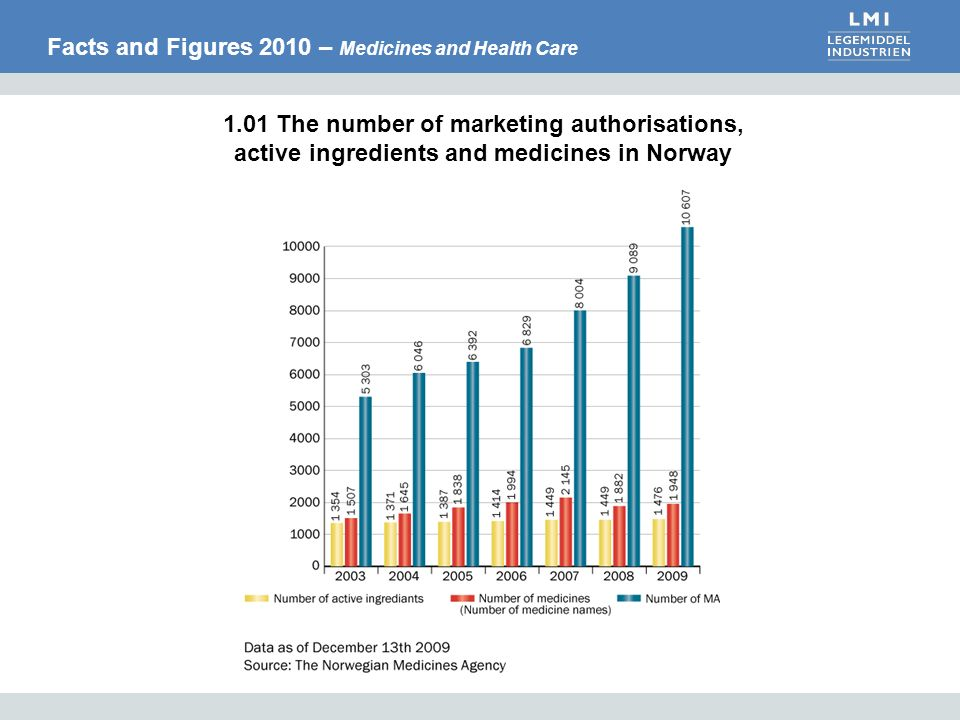 Facts and Figures 2010 – Medicines and Health Care
LMI
LEGEMIDDEL
INDUSTRIEN
1.01 The number of marketing authorisations,
active ingredients and medicines in Norway
10000
9000
8000
7000
6000
5000
4000
3000
2000
1000
0
1 354
1 507
5 303
1 371
1 645
6 046
1 387
1 838
6 392
1 414
1 994
6 829
1 449
2 145
8 004
1 449
1 882
9 089
1 476
1 948
10 607
2003 2004 2005 2006 2007 2008 2009
Number of active ingrediants Number of medicines Number of MA
(Number of medicine names)
Data as of December 13th 2009
Source: The Norwegian Medicines Agency